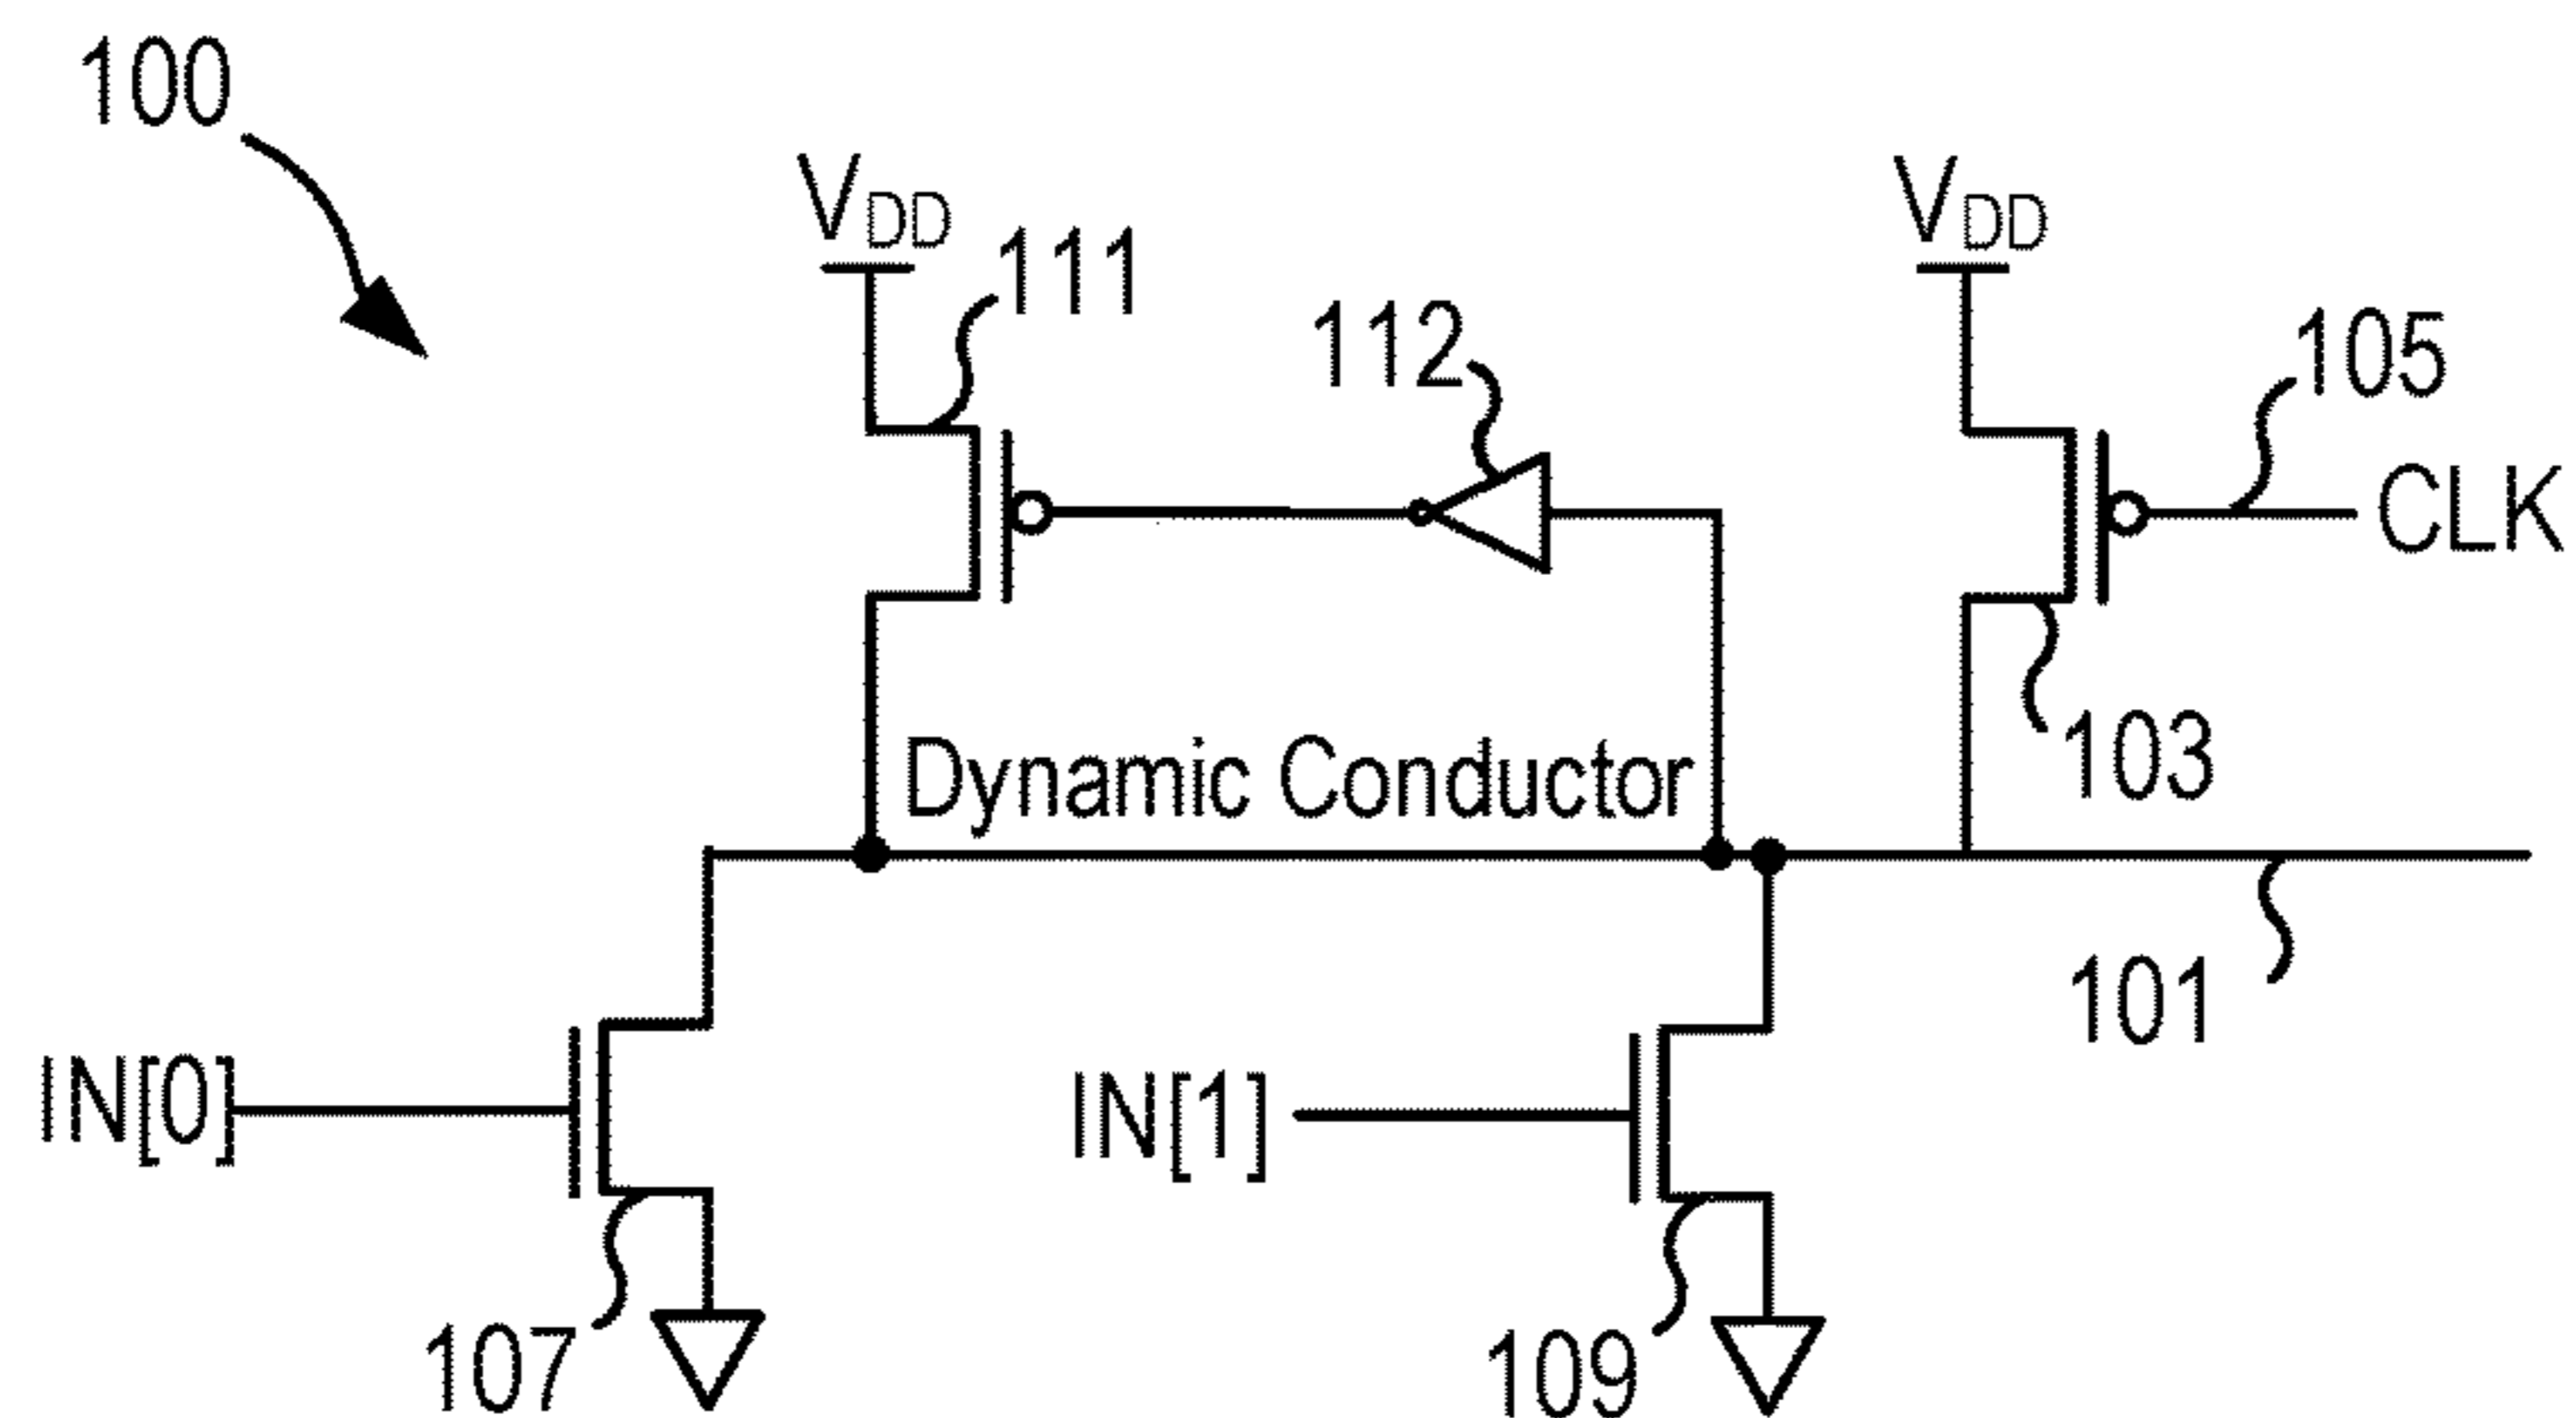 100
VDD
VDD
111
112
105
CLK
103
Dynamic Conductor
101
IN[0]
IN[1]
107
109